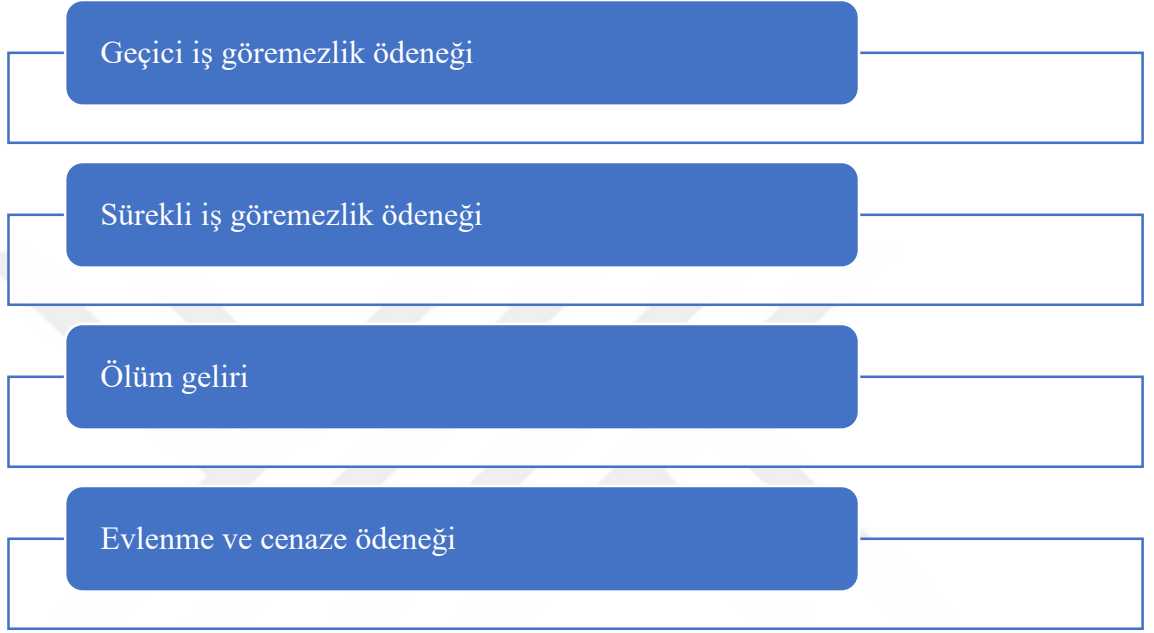 Geçici iş göremezlik ödeneği
Sürekli iş göremezlik ödeneği
Ölüm geliri
Evlenme ve cenaze ödeneği